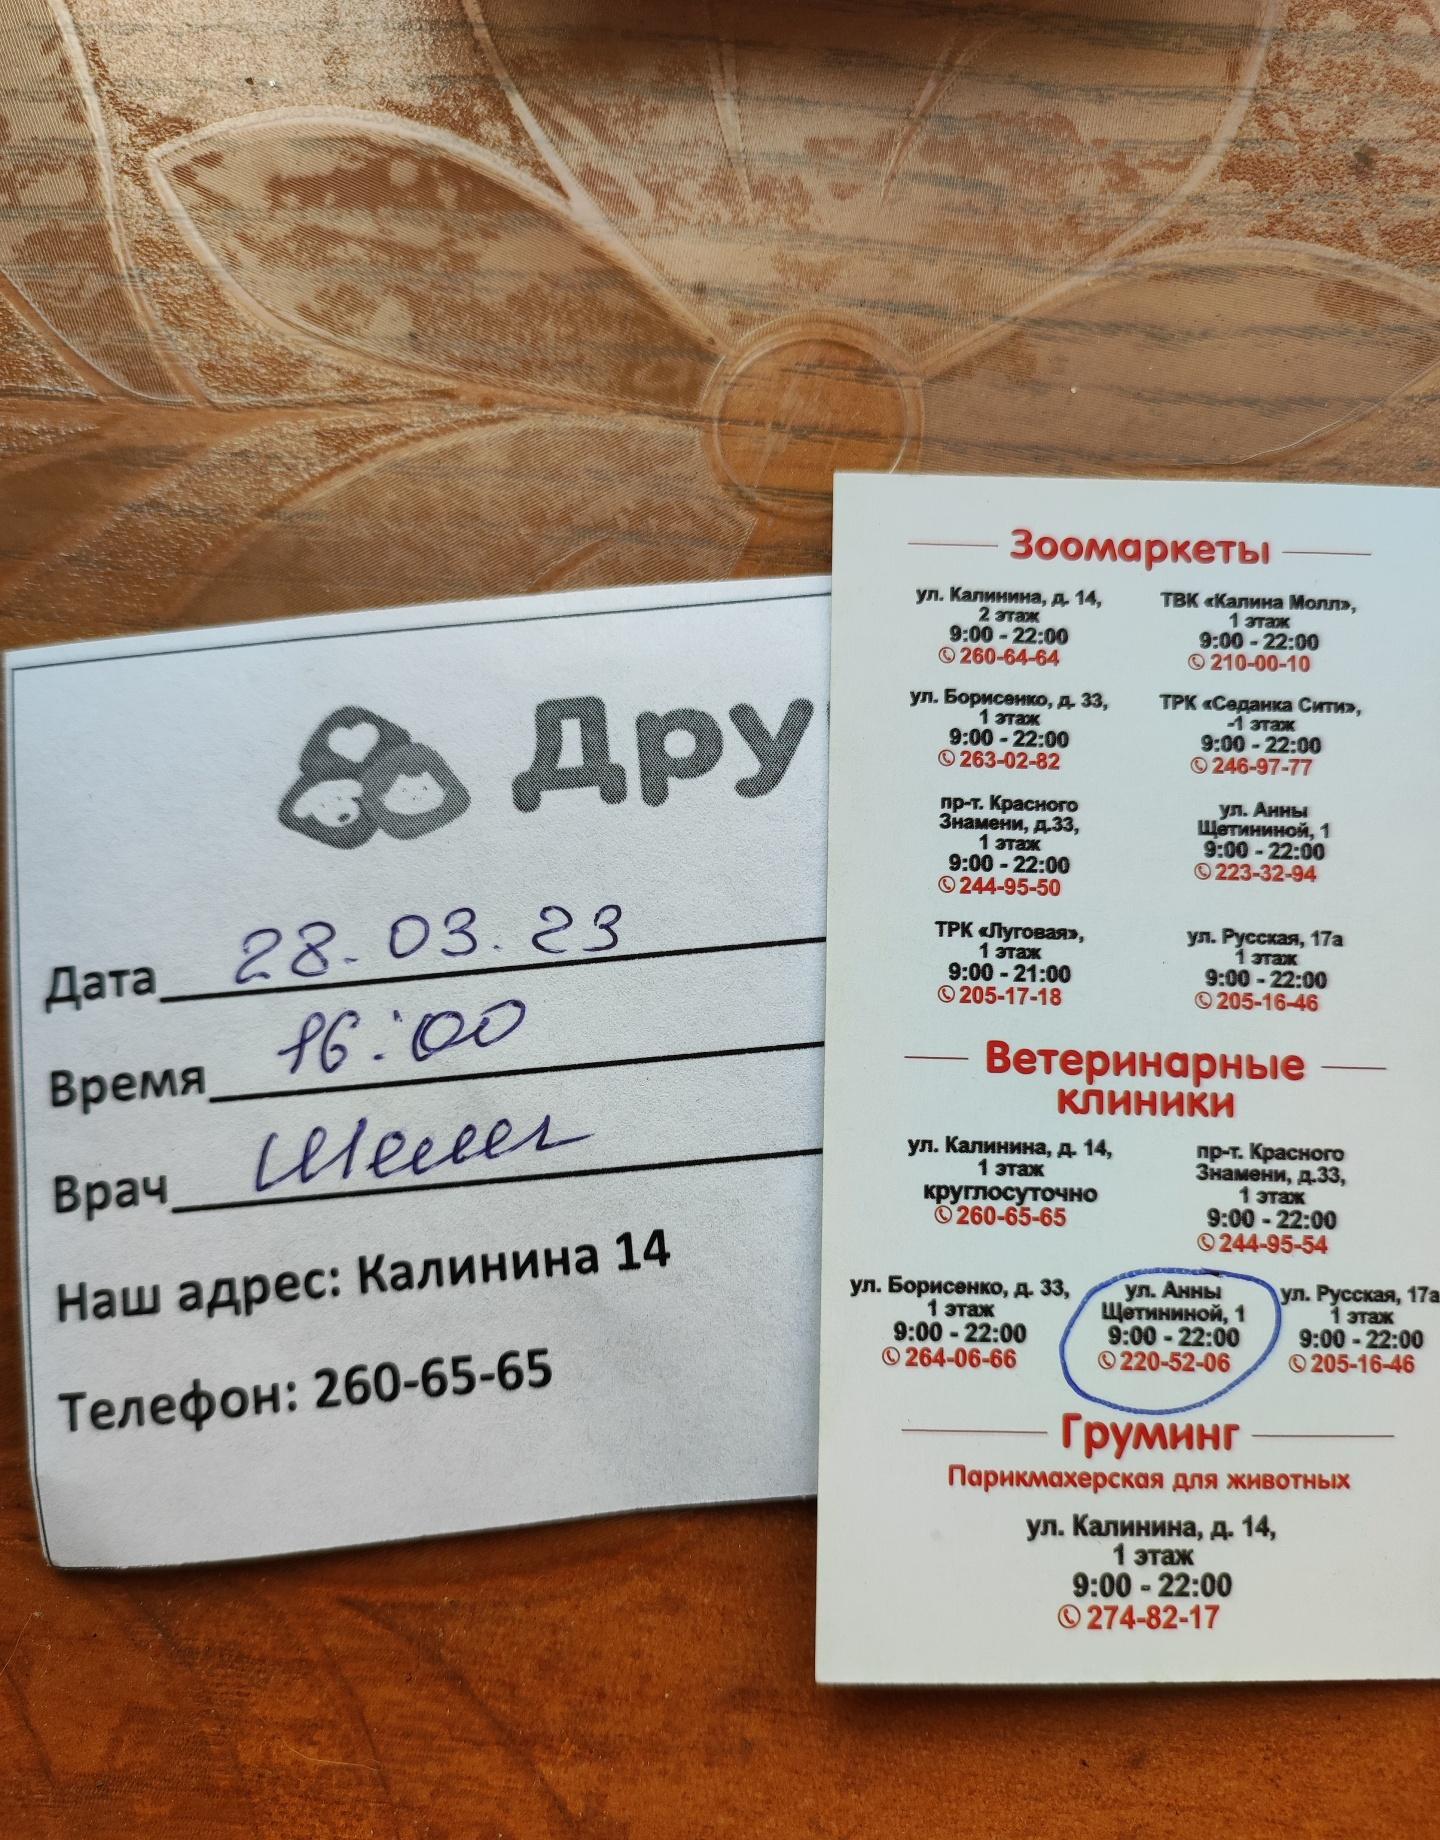 Дру
Дата 28.03.23
Время 16:00
Врач
Наш адрес: Калинина 14
Телефон: 260-65-65
Зоомаркеты
ул. Калинина, д. 14,
2 этаж
9:00 - 22:00
260-64-64
ТВК «Калина Молл»,
1 этаж
9:00 - 22:00
210-00-10
ул. Борисенко, д. 33,
1 этаж
9:00 - 22:00
263-02-82
ТРК «Седанка Сити»,
-1 этаж
9:00 - 22:00
246-97-77
пр-т. Красного
Знамени, д.33,
1 этаж
9:00 - 22:00
244-95-50
ул. Анны
Щетининой, 1
9:00 - 22:00
223-32-94
ТРК «Луговая»,
1 этаж
9:00 - 21:00
205-17-18
ул. Русская, 17а
1 этаж
9:00 - 22:00
205-16-46
Ветеринарные
клиники
ул. Калинина, д. 14,
1 этаж
круглосуточно
260-65-65
пр-т. Красного
Знамени, д.33,
1 этаж
9:00 - 22:00
244-95-54
ул. Борисенко, д. 33,
1 этаж
9:00 - 22:00
264-06-66
ул. Анны
Щетининой, 1
9:00 - 22:00
220-52-06
ул. Русская, 17а
1 этаж
9:00 - 22:00
205-16-46
Груминг
Парикмахерская для животных
ул. Калинина, д. 14,
1 этаж
9:00 - 22:00
274-82-17